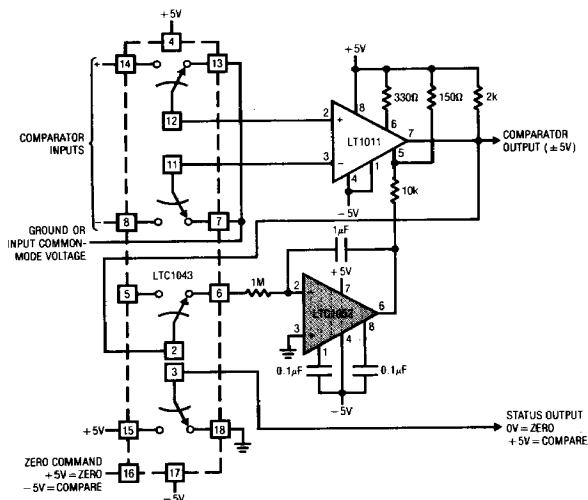 +5V
4
+
14
13
+5V
330Ω
150Ω
2k
8
6
12
2
+
7
COMPARATOR
OUTPUT (±5V)
LT1011
COMPARATOR
INPUTS
11
3
−
5
4
1
−5V
10k
−
8
7
GROUND OR
INPUT COMMON-
MODE VOLTAGE
1μF
LTC1043
+5V
5
6
1M
2
−
7
LTC1052
6
2
3
+
8
1
4
3
0.1μF
0.1μF
−5V
+5V
15
18
STATUS OUTPUT
0V = ZERO
+5V = COMPARE
ZERO COMMAND
+5V = ZERO
−5V = COMPARE
16
17
−5V